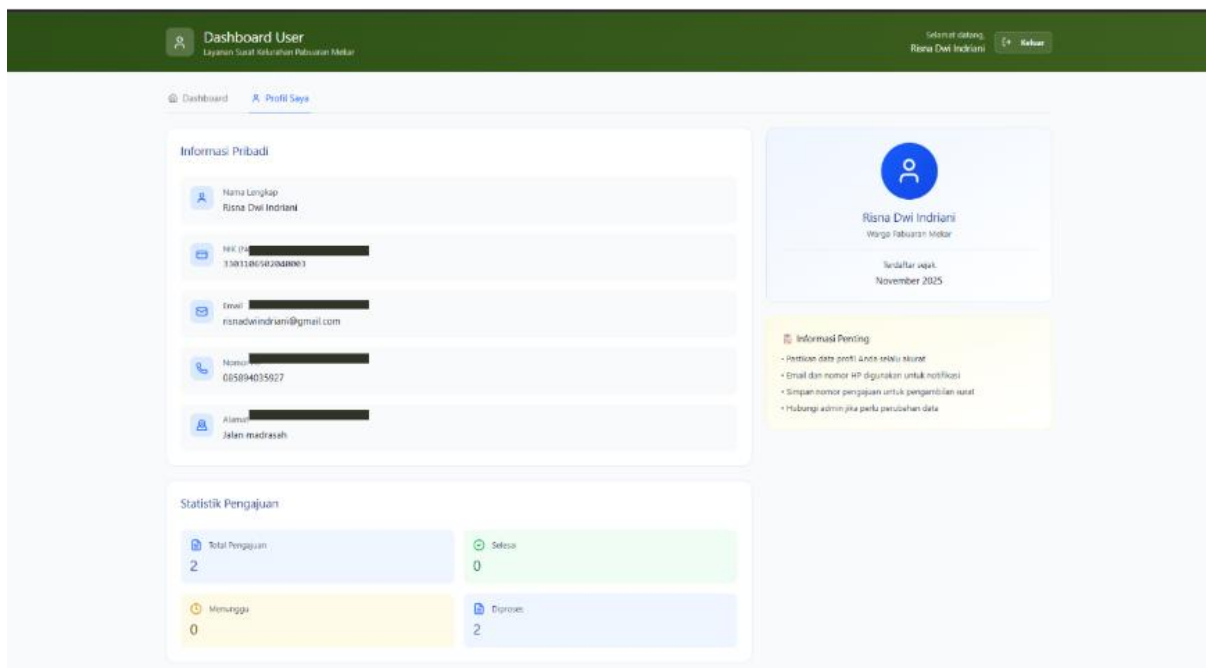 Dashboard User
Layanan Surat Kelurahan Pabuaran Mekar
Selamat datang,
Risna Dwi Indriani
Keluar
Dashboard
Profil Saya
Informasi Pribadi
Nama Lengkap
Risna Dwi Indriani
NIK
Email
risnadwiindriani@gmail.com
Nomor
085894035927
Alamat
Jalan madrasah
Statistik Pengajuan
Total Pengajuan
2
Selesai
0
Menunggu
0
Diproses
2
Risna Dwi Indriani
Warga Pabuaran Mekar
Terdaftar sejak
November 2025
Informasi Penting
• Pastikan data profil Anda selalu akurat
• Email dan nomor HP digunakan untuk notifikasi
• Simpan nomor pengajuan untuk pengambilan surat
• Hubungi admin jika perlu perubahan data